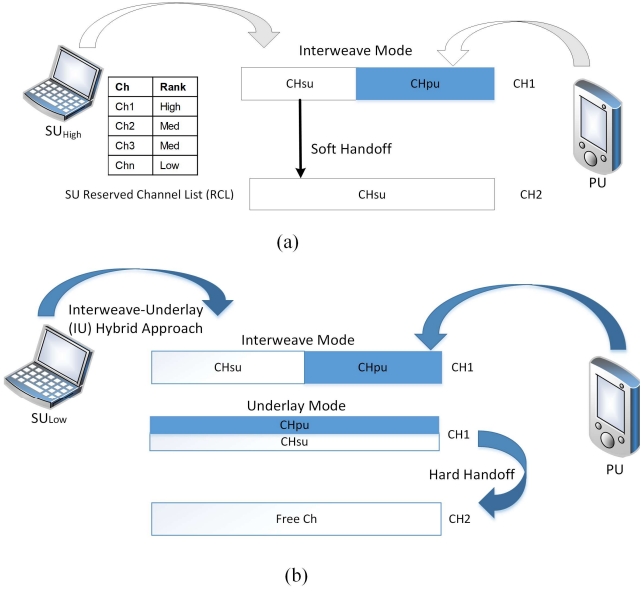 Interweave Mode
CHsu CHpu CH1
Ch Rank
Ch1 High
Ch2 Med
Ch3 Med
Chn Low
SUHigh
Soft Handoff
PU
SU Reserved Channel List (RCL) CHsu CH2
(a)
Interweave-Underlay
(IU) Hybrid Approach
Interweave Mode
CHsu CHpu CH1
SULow
Underlay Mode
CHpu
CHsu
CH1
PU
Hard Handoff
Free Ch CH2
(b)